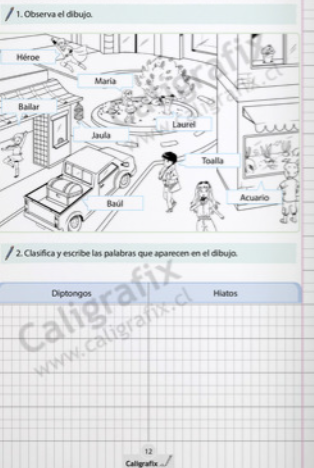 1. Observa el dibujo.
Héroe
María
Bailar
Laurel
Jaula
Toalla
Acuario
Baúl
2. Clasifica y escribe las palabras que aparecen en el dibujo.
Diptongos Hiatos
Caligrafix
www.caligrafix.cl
12
Caligrafix